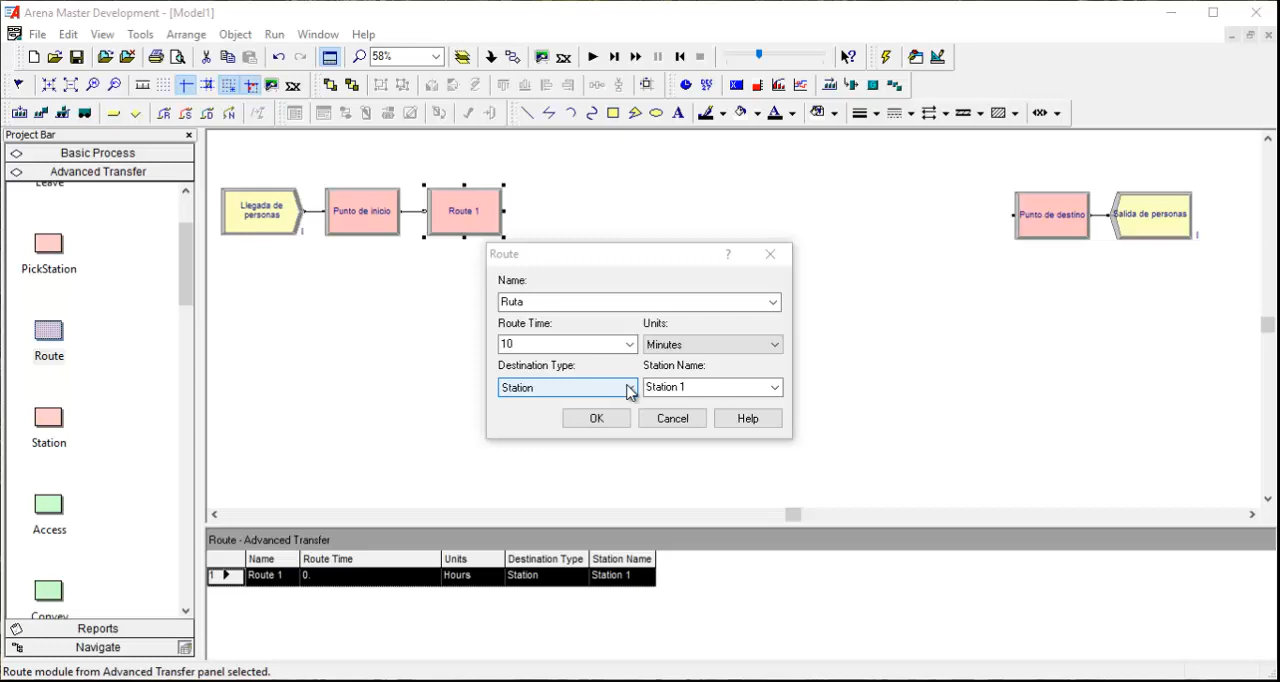 Arena Master Development - [Model1]
File Edit View Tools Arrange Object Run Window Help
58%
Project Bar
Basic Process
Advanced Transfer
Leave
PickStation
Route
Station
Access
Convey
Reports
Navigate
Llegada de personas
Punto de inicio
Route 1
Punto de destino
Salida de personas
Route
Name:
Ruta
Route Time: Units:
10 Minutes
Destination Type: Station Name:
Station Station 1
OK Cancel Help
Route - Advanced Transfer
Name Route Time Units Destination Type Station Name
1 Route 1 0. Hours Station Station 1
Route module from Advanced Transfer panel selected.